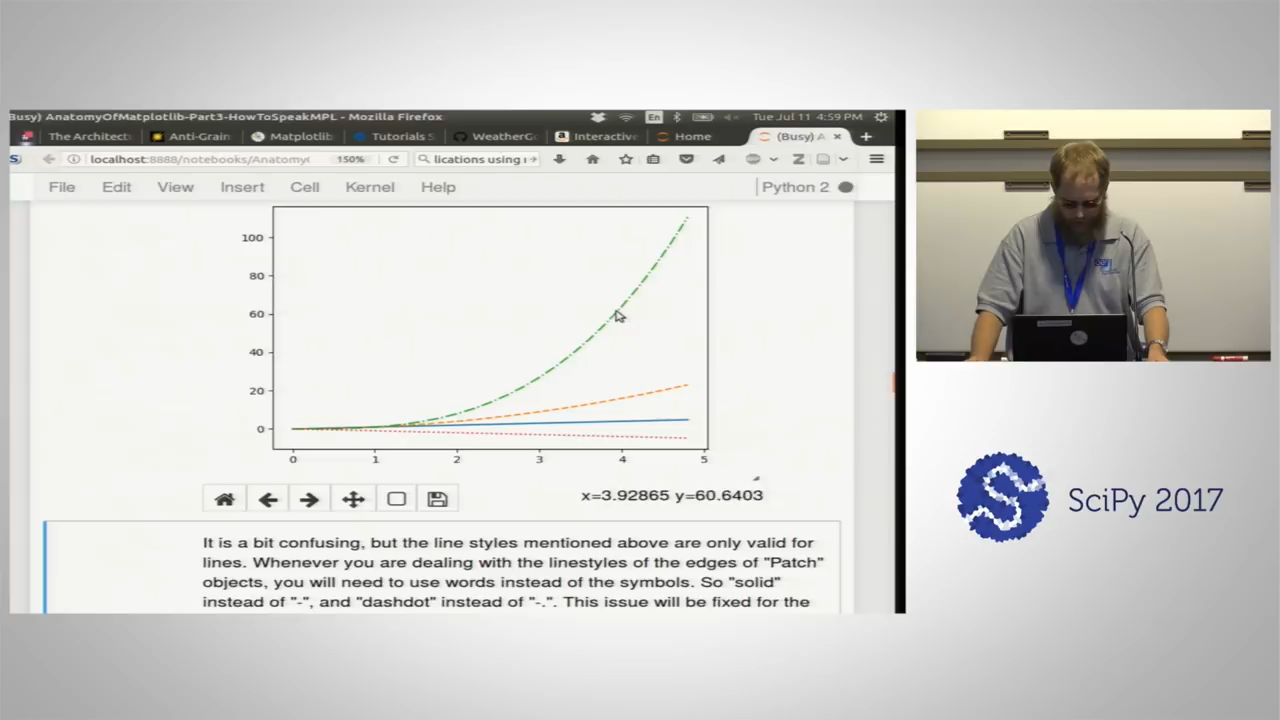 Busy) AnatomyOfMatplotlib-Part3-HowToSpeakMPL - Mozilla Firefox
En
Tue Jul 11 4:59 PM
The Architect
Anti-Grain
Matplotlib
Tutorials S
WeatherG
Interactive
Home
(Busy) A
localhost:8888/notebooks/Anatomy
150%
lications using
File Edit View Insert Cell Kernel Help
Python 2
100
80
60
40
20
0
0 1 2 3 4 5
x=3.92865 y=60.6403
It is a bit confusing, but the line styles mentioned above are only valid for
lines. Whenever you are dealing with the linestyles of the edges of "Patch"
objects, you will need to use words instead of the symbols. So "solid"
instead of "-", and "dashdot" instead of "-.". This issue will be fixed for the
SciPy 2017